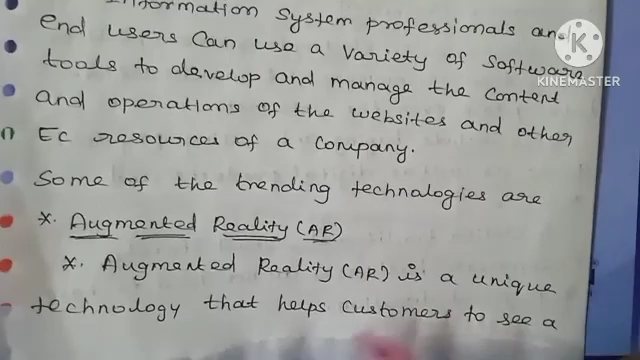 Information System professionals and
end users can use a variety of software
tools to develop and manage the content
and operations of the websites and other
EC resources of a company.
Some of the trending technologies are
*. Augmented Reality (AR)
*. Augmented Reality (AR) is a unique
technology that helps customers to see a
K
KINEMASTER